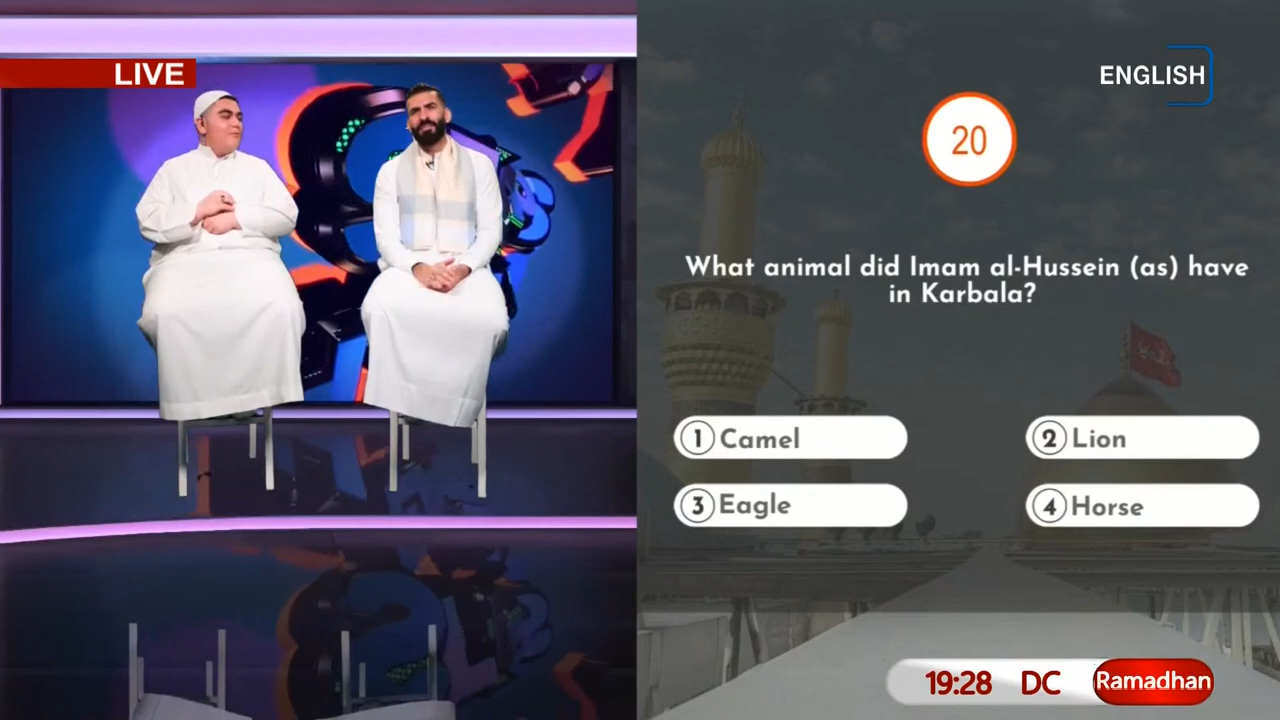 LIVE
ENGLISH
20
What animal did Imam al-Hussein (as) have
in Karbala?
1 Camel
2 Lion
3 Eagle
4 Horse
19:28 DC Ramadhan